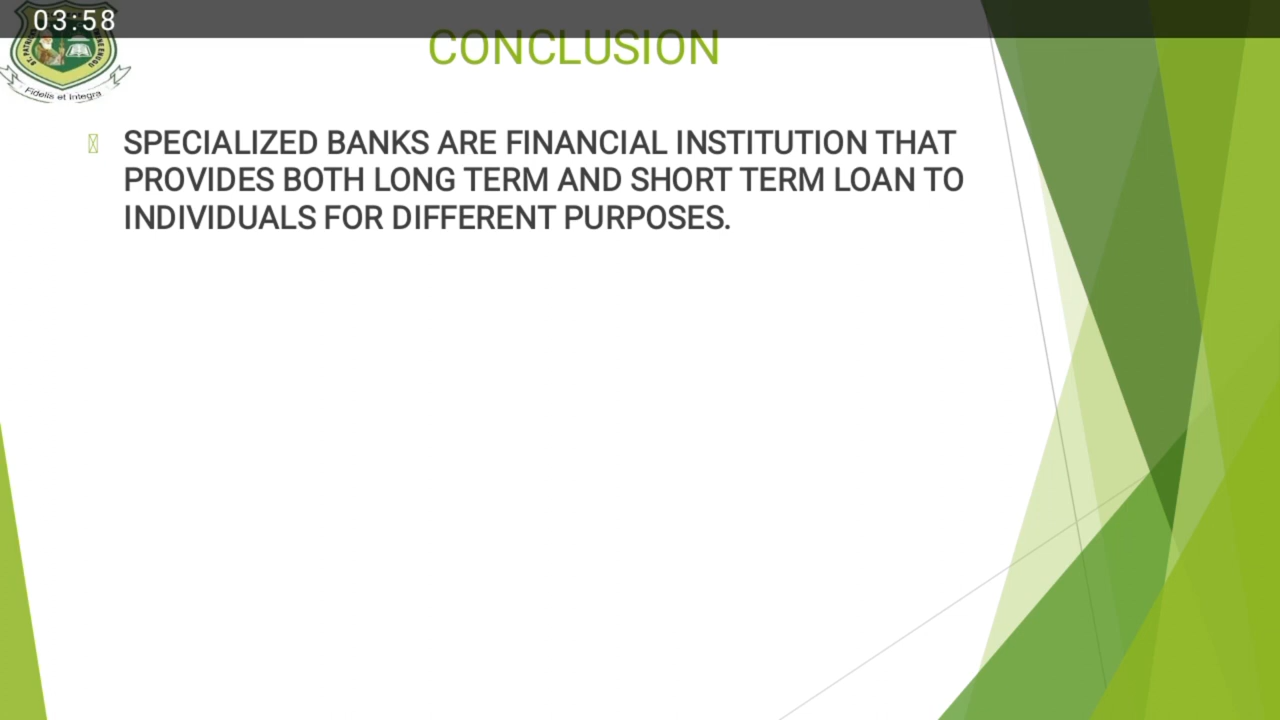 03:58
CONCLUSION
SPECIALIZED BANKS ARE FINANCIAL INSTITUTION THAT
PROVIDES BOTH LONG TERM AND SHORT TERM LOAN TO
INDIVIDUALS FOR DIFFERENT PURPOSES.
Fidelis et Integra